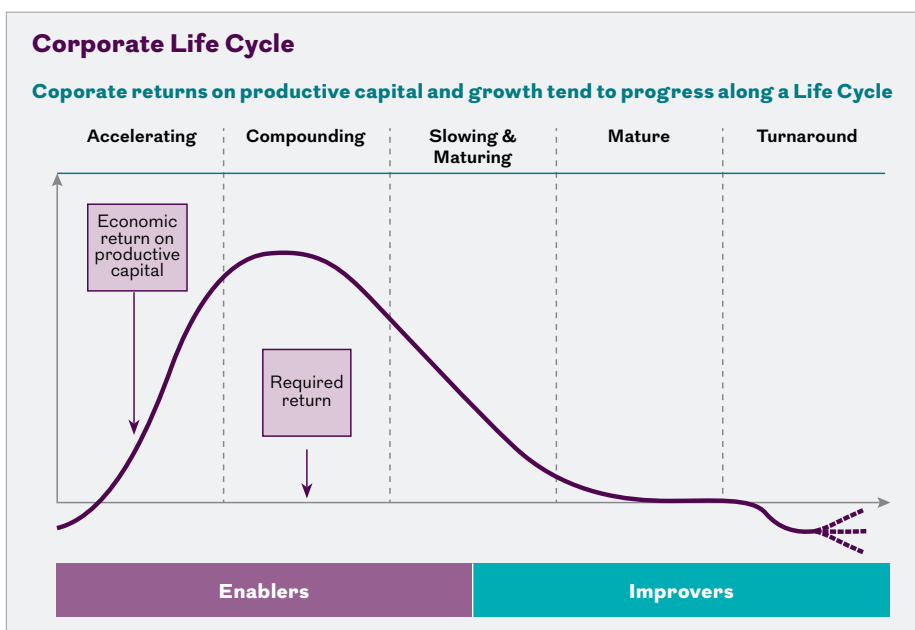 Corporate Life Cycle
Coporate returns on productive capital and growth tend to progress along a Life Cycle
Accelerating
Compounding
Slowing &
Maturing
Mature
Turnaround
Economic
return on
productive
capital
Required
return
Enablers
Improvers